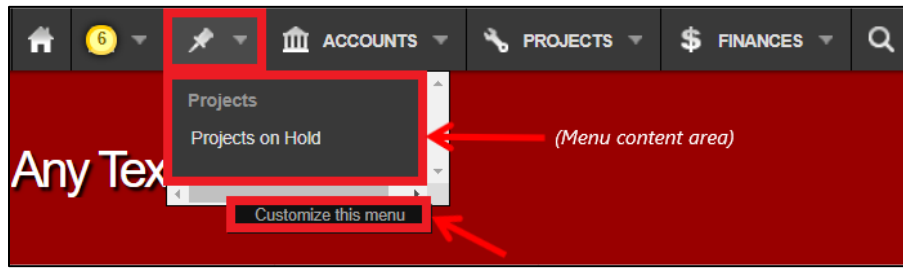 6
ACCOUNTS
PROJECTS
$ FINANCES
Projects
Projects on Hold
(Menu content area)
Any Tex
Customize this menu